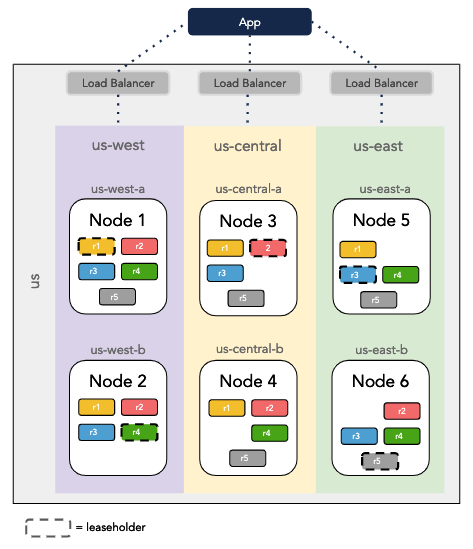 App
Load Balancer Load Balancer Load Balancer
us
us-west us-central us-east
us-west-a us-central-a us-east-a
Node 1
r1 r2
r3 r4
r5
Node 3
r1 2
r3
r5
Node 5
r1
r3 r4
r5
us-west-b us-central-b us-east-b
Node 2
r1 r2
r3 r4
Node 4
r1 r2
r4
r5
Node 6
r2
r3 r4
r5
= leaseholder